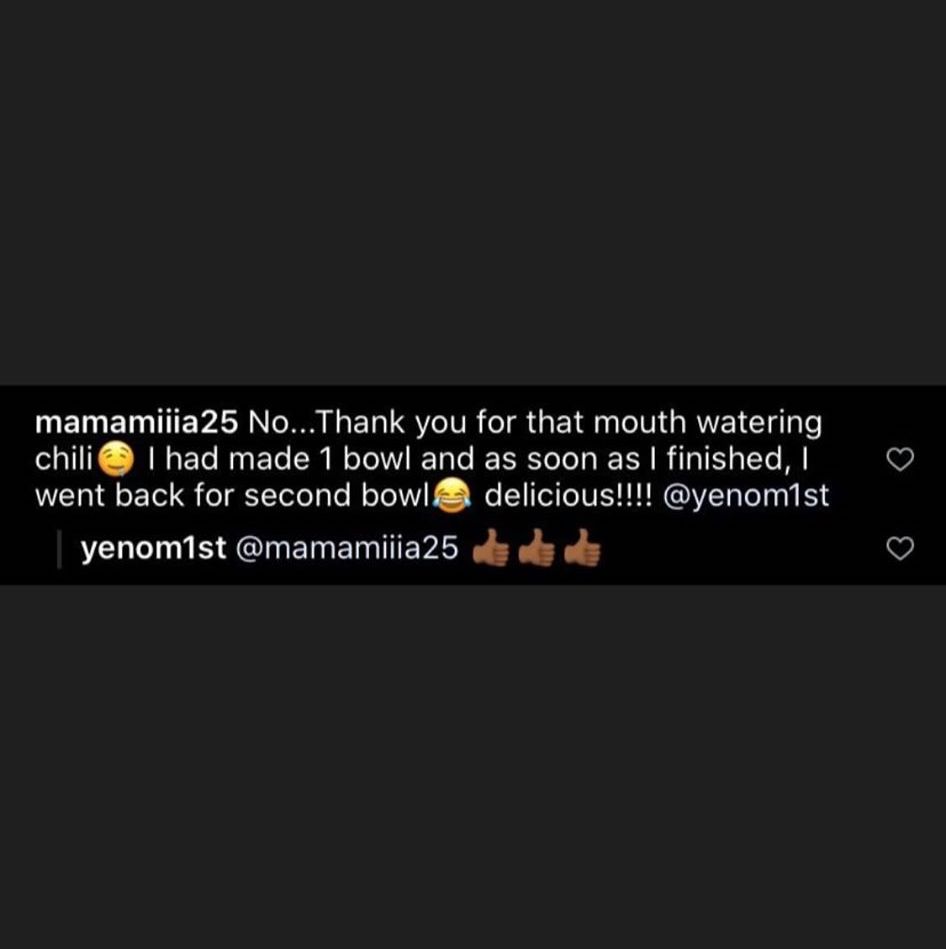 mamamiiia25 No...Thank you for that mouth watering
chili🤤 I had made 1 bowl and as soon as I finished, I
went back for second bowl😂 delicious!!!! @yenom1st
yenom1st @mamamiiia25 👍🏾👍🏾👍🏾